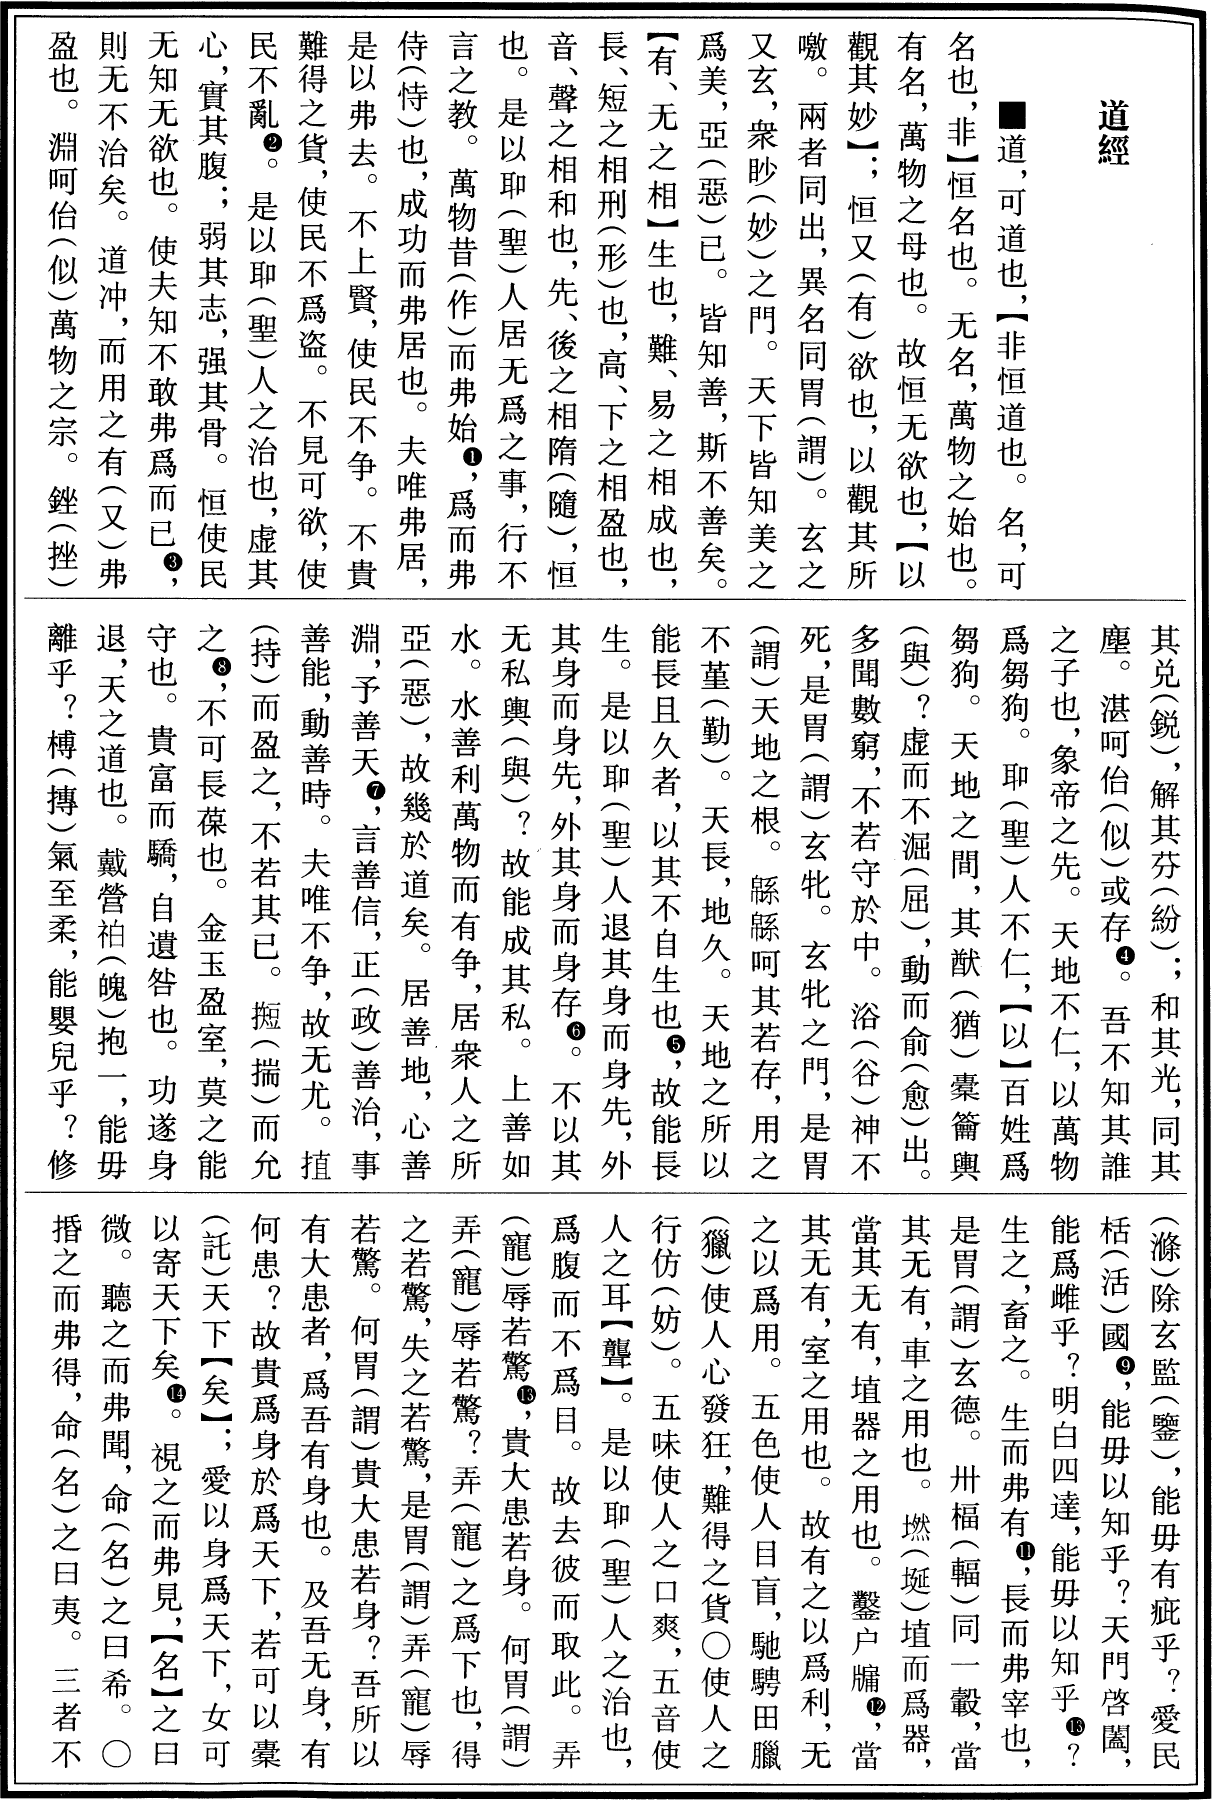 道經
■道，可道也，【非恒道也。名，可
名也，非】恒名也。无名，萬物之始也。
有名，萬物之母也。故恒无欲也，【以
觀其妙】；恒又（有）欲也，以觀其所
噭。兩者同出，異名同胃（謂）。玄之
又玄，衆眇（妙）之門。天下皆知美之
爲美，亞（惡）已。皆知善，斯不善矣。
【有、无之相】生也，難、易之相成也，
長、短之相刑（形）也，高、下之相盈也，
音、聲之相和也，先、後之相隋（隨），恒
也。是以耶（聖）人居无爲之事，行不
言之教。萬物昔（作）而弗始❶，爲而弗
侍（恃）也，成功而弗居也。夫唯弗居，
是以弗去。不上賢，使民不争。不貴
難得之貨，使民不爲盗。不見可欲，使
民不亂❷。是以耶（聖）人之治也，虚其
心，實其腹；弱其志，强其骨。恒使民
无知无欲也。使夫知不敢弗爲而已❸，
則无不治矣。道冲，而用之有（又）弗
盈也。淵呵佁（似）萬物之宗。銼（挫）
其兑（鋭），解其芬（紛）；和其光，同其
塵。湛呵佁（似）或存❹。吾不知其誰
之子也，象帝之先。天地不仁，以萬物
爲芻狗。耶（聖）人不仁，【以】百姓爲
芻狗。天地之間，其猷（猶）橐籥輿
（與）？虚而不淈（屈），動而俞（愈）出。
多聞數窮，不若守於中。浴（谷）神不
死，是胃（謂）玄牝。玄牝之門，是胃
（謂）天地之根。緜緜呵其若存，用之
不堇（勤）。天長，地久。天地之所以
能長且久者，以其不自生也❺，故能長
生。是以耶（聖）人退其身而身先，外
其身而身先，外其身而身存❻。不以其
无私輿（與）？故能成其私。上善如
水。水善利萬物而有争，居衆人之所
亞（惡），故幾於道矣。居善地，心善
淵，予善天❼，言善信，正（政）善治，事
善能，動善時。夫唯不争，故无尤。揎
（持）而盈之，不若其已。㨃（揣）而允
之❽，不可長葆也。金玉盈室，莫之能
守也。貴富而驕，自遺咎也。功遂身
退，天之道也。戴營袙（魄）抱一，能毋
離乎？榑（摶）氣至柔，能嬰兒乎？修
（滌）除玄監（鑒），能毋有疵乎？愛民
栝（活）國❾，能毋以知乎？天門啓闔，
能爲雌乎？明白四達，能毋以知乎⓭？
生之，畜之。生而弗有⓫，長而弗宰也，
是胃（謂）玄德。卅楅（輻）同一轂，當
其无有，車之用也。撚（埏）埴而爲器，
當其无有，埴器之用也。鑿户牖⓬，當
其无有，室之用也。故有之以爲利，无
之以爲用。五色使人目盲，馳騁田臘
（獵）使人心發狂，難得之貨〇使人之
行仿（妨）。五味使人之口爽，五音使
人之耳【聾】。是以耶（聖）人之治也，
爲腹而不爲目。故去彼而取此。弄
（寵）辱若驚⓭，貴大患若身。何胃（謂）
弄（寵）辱若驚？弄（寵）之爲下也，得
之若驚，失之若驚，是胃（謂）弄（寵）辱
若驚。何胃（謂）貴大患若身？吾所以
有大患者，爲吾有身也。及吾无身，有
何患？故貴爲身於爲天下，若可以橐
（託）天下【矣】；愛以身爲天下，女可
以寄天下矣⓮。視之而弗見，【名】之曰
微。聽之而弗聞，命（名）之曰希。〇
捪之而弗得，命（名）之曰夷。三者不